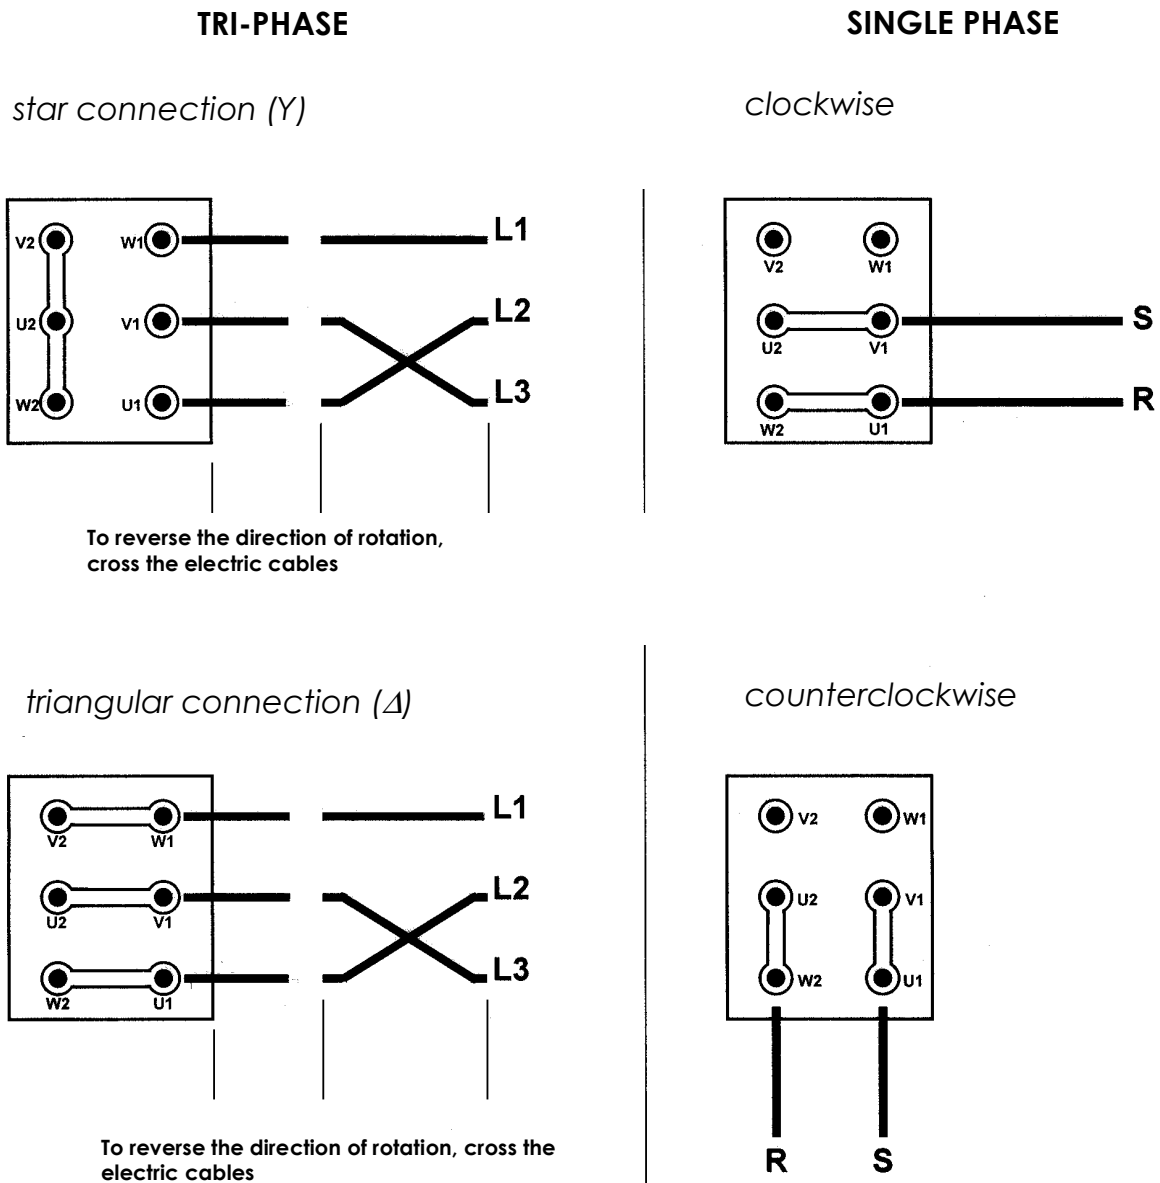 TRI-PHASE
SINGLE PHASE
star connection (Y)
clockwise
V2 W1 L1
U2 V1 L2
W2 U1 L3
To reverse the direction of rotation,
cross the electric cables
V2 W1
S
U2 V1
R
W2 U1
triangular connection (Δ)
counterclockwise
L1
V2 W1
L2
U2 V1
L3
W2 U1
To reverse the direction of rotation, cross the
electric cables
V2 W1
U2 V1
W2 U1
R S